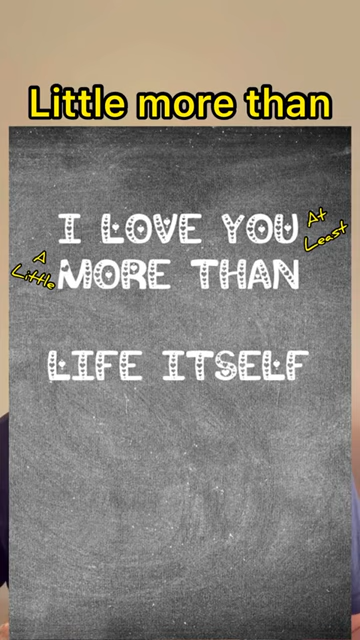 Little more than
I LOVE YOU At Least
A Little MORE THAN
LIFE ITSELF